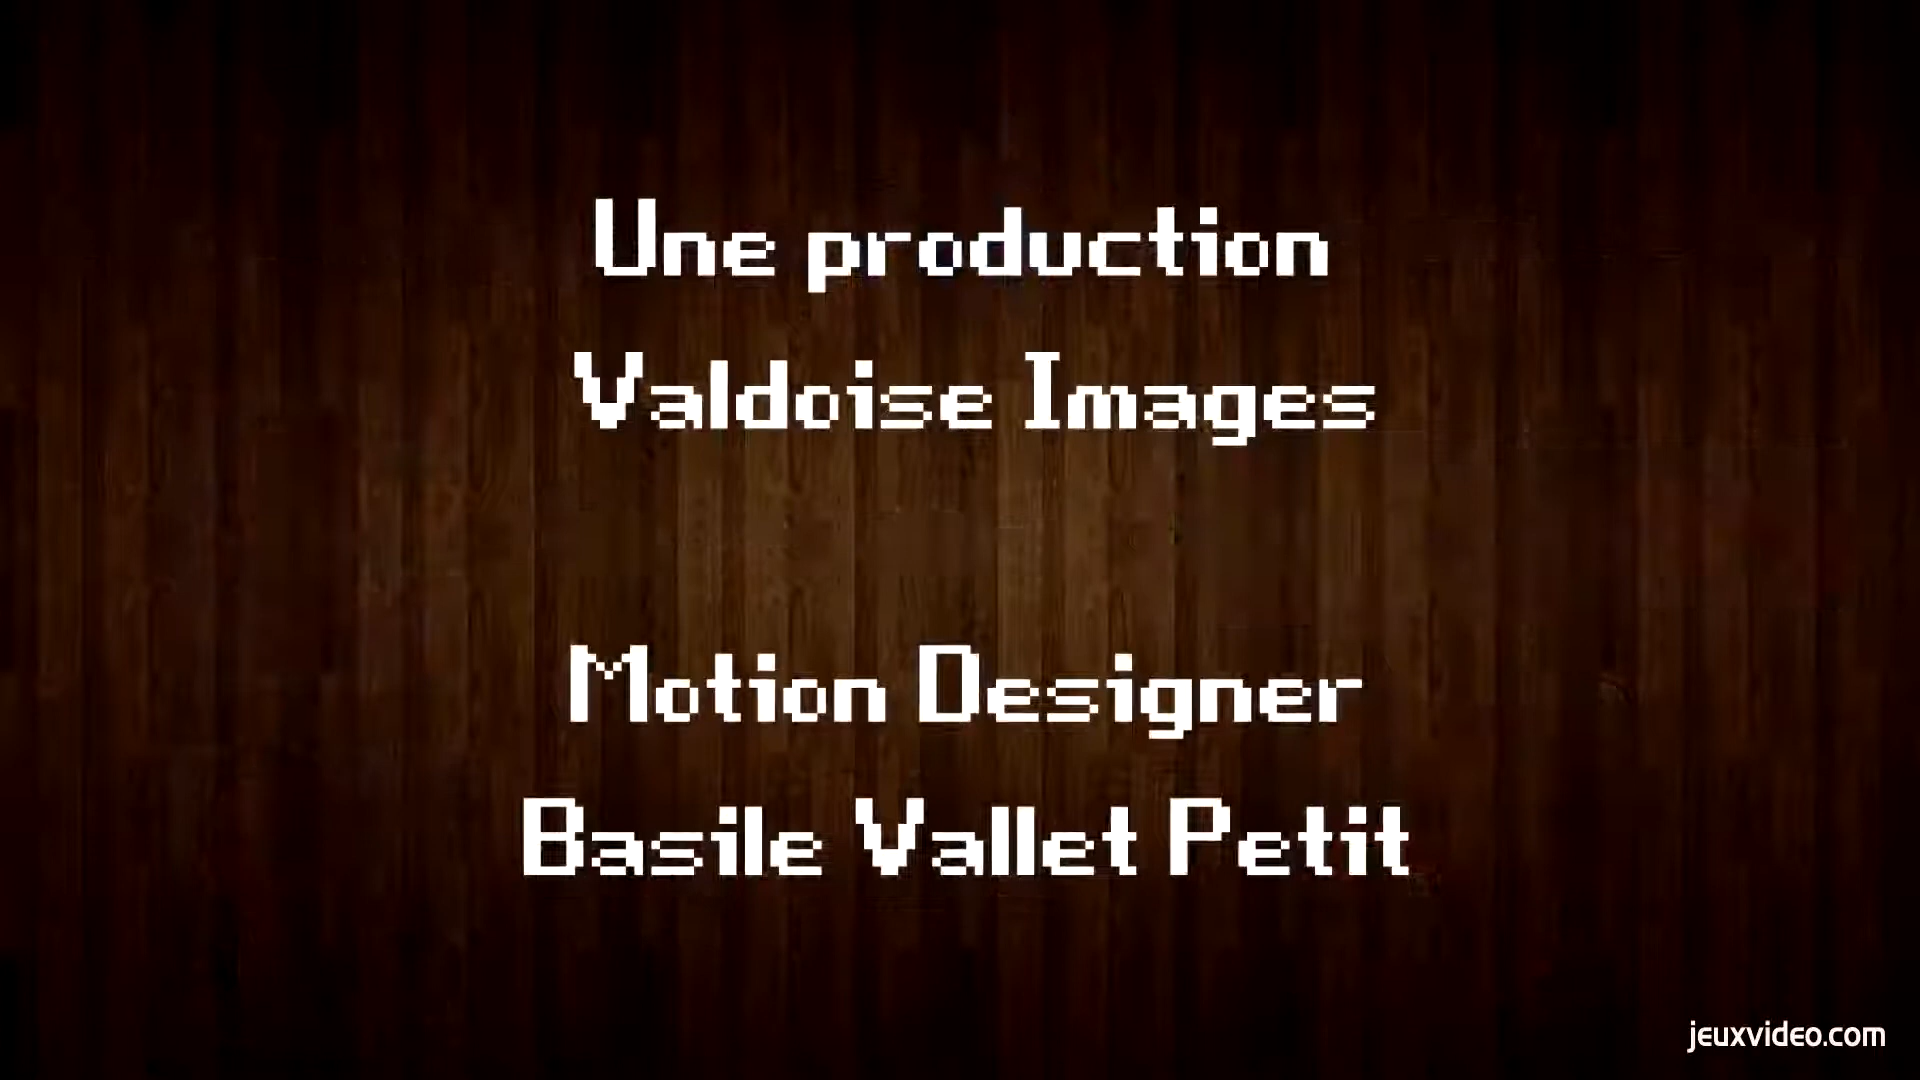 Une production
Valdoise Images
Motion Designer
Basile Vallet Petit
jeuxvideo.com